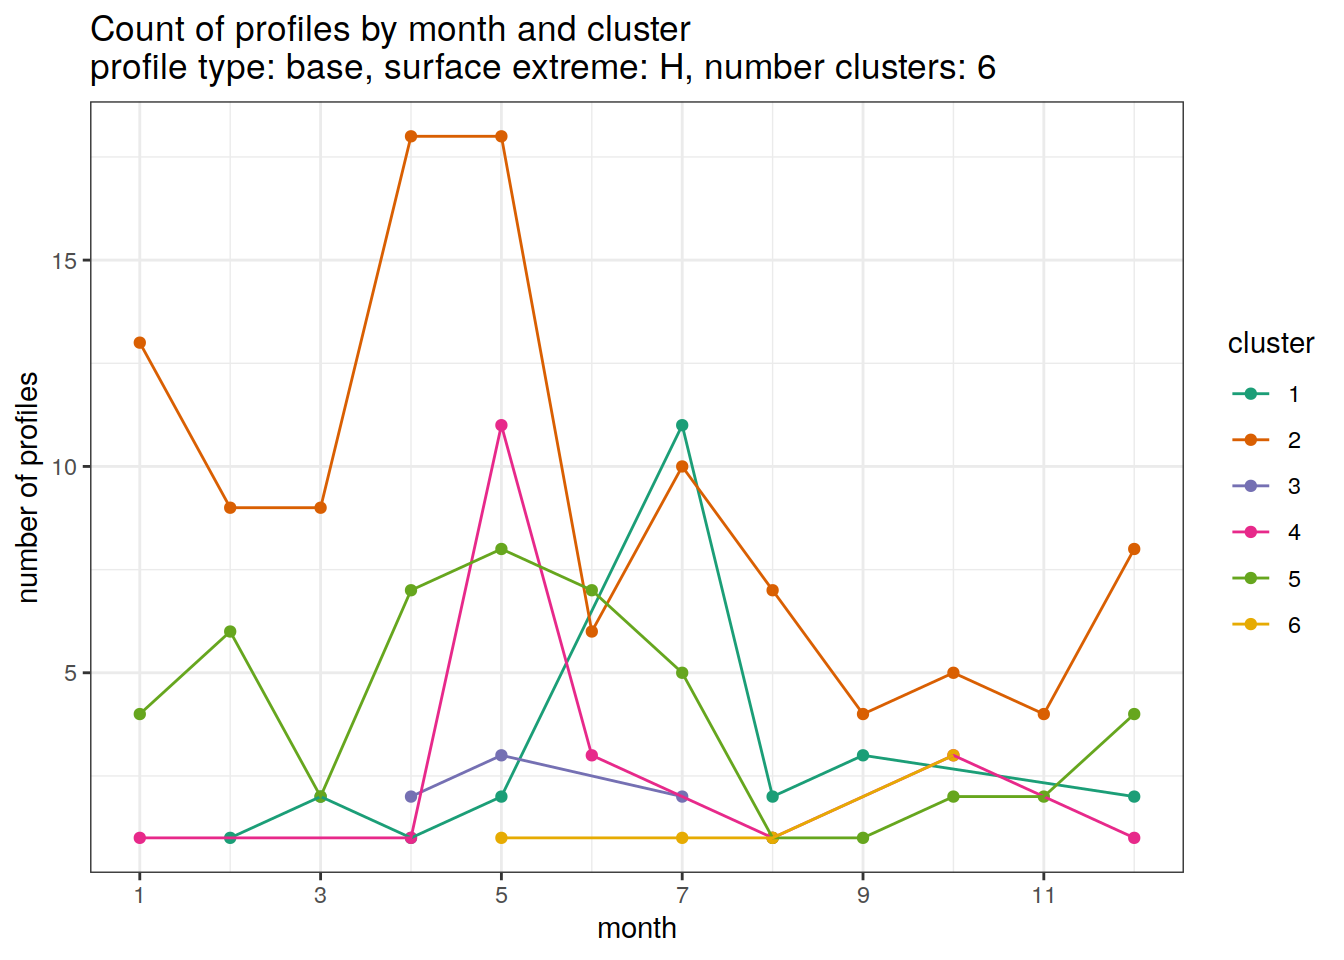 Count of profiles by month and cluster
profile type: base, surface extreme: H, number clusters: 6
number of profiles
15
10
5
1 3 5 7 9 11
month
cluster
1
2
3
4
5
6